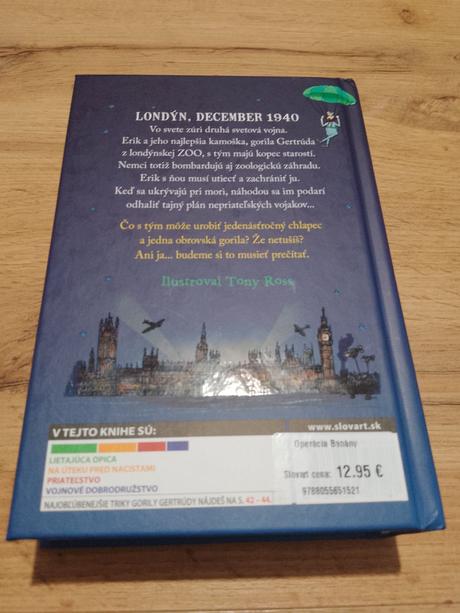 LONDÝN, DECEMBER 1940
Vo svete zúri druhá svetová vojna.
Erik a jeho najlepšia kamoška, gorila Gertrúda
z londýnskej ZOO, s tým majú kopec starostí.
Nemci totiž bombardujú aj zoologickú záhradu.
Erik s ňou musí utiecť a zachrániť ju.
Keď sa ukrývajú pri mori, náhodou sa im podarí
odhaliť tajný plán nepriateľských vojakov...
Čo s tým môže urobiť jedenásťročný chlapec
a jedna obrovská gorila? Že netušíš?
Ani ja... budeme si to musieť prečítať.
Ilustroval Tony Ross
V TEJTO KNIHE SÚ:
www.slovart.sk
LIETAJÚCA OPICA
NA ÚTEKU PRED NACISTAMI
PRIATEĽSTVO
VOJNOVÉ DOBRODRUŽSTVO
NAJOBĽÚBENEJŠIE TRIKY GORILY GERTRÚDY NÁJDEŠ NA S. 42 – 44.
Operácia Banány
Slovart cena: 12.95 €
9788055651521